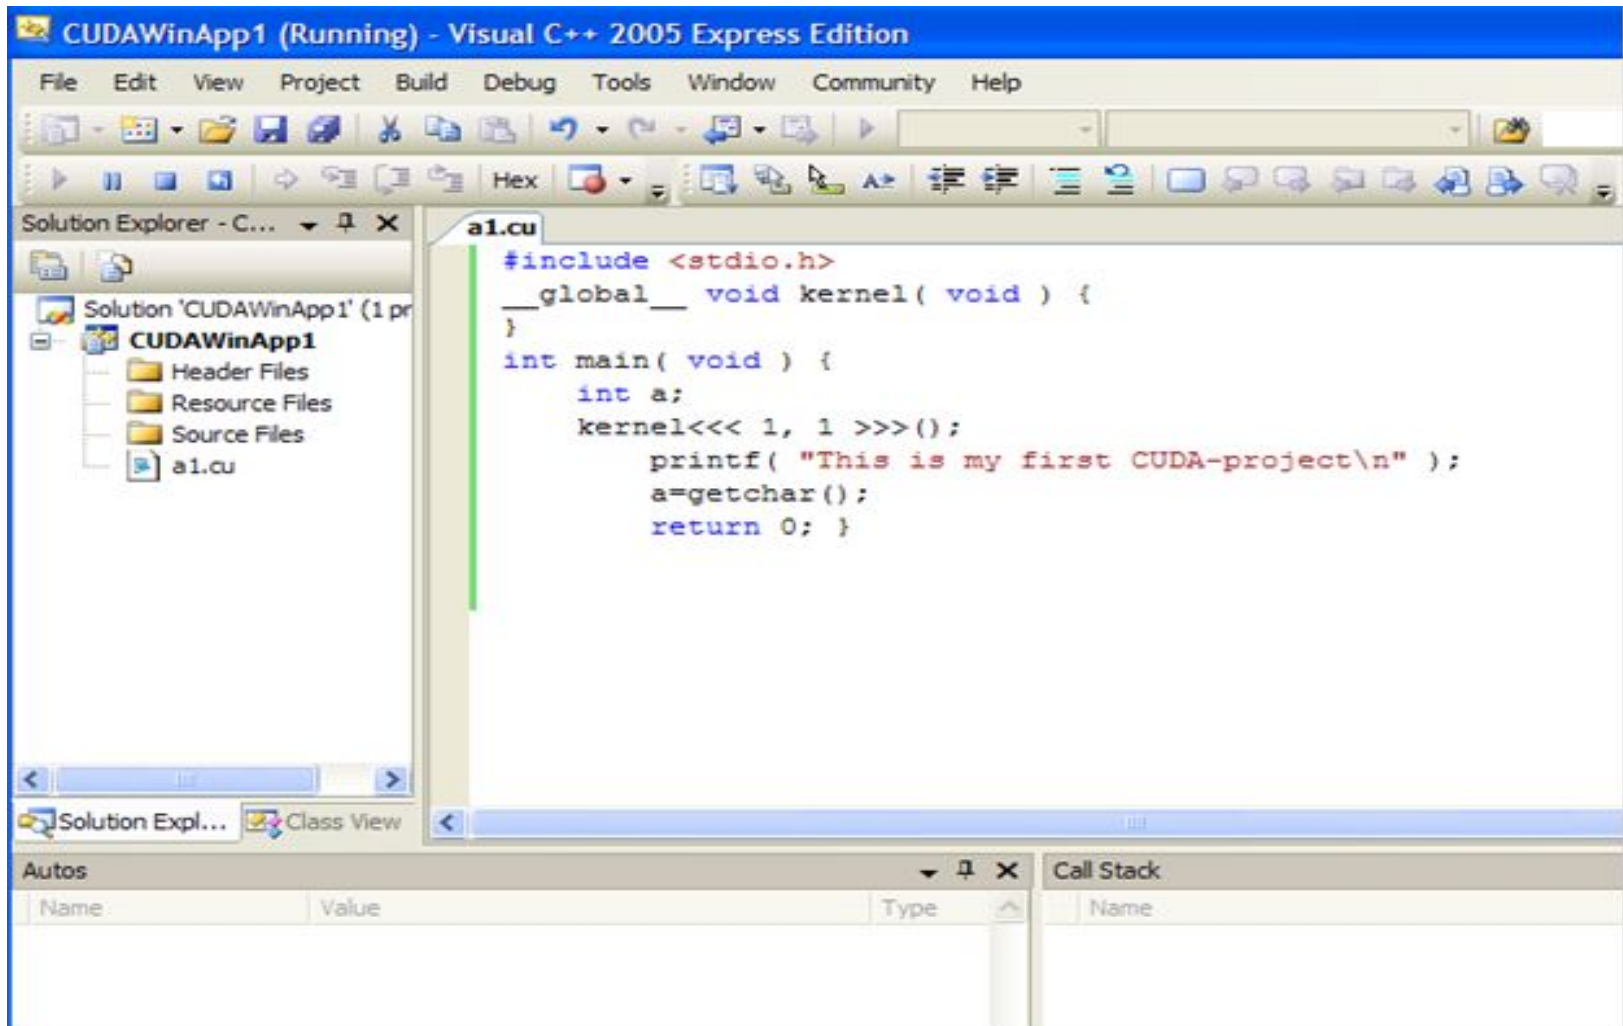 CUDAWinApp1 (Running) - Visual C++ 2005 Express Edition
File Edit View Project Build Debug Tools Window Community Help
Hex
Solution Explorer - C...
Solution 'CUDAWinApp1' (1 pr
CUDAWinApp1
Header Files
Resource Files
Source Files
a1.cu
Solution Expl... Class View
a1.cu
#include <stdio.h>
__global__ void kernel( void ) {
}
int main( void ) {
int a;
kernel<<< 1, 1 >>>();
printf( "This is my first CUDA-project\n" );
a=getchar();
return 0; }
Autos
Name Value Type
Call Stack
Name